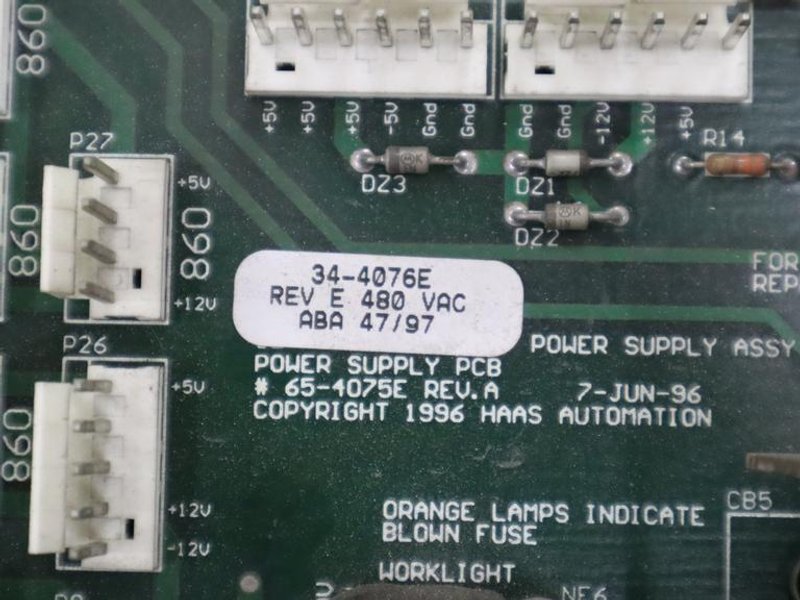 860
+5V
+5V
+5V
-5V
Gnd
Gnd
Gnd
Gnd
-12V
+12V
+5V
P27
DZ3
DZ1
R14
K
+5V
860
860
DZ2
K
+12V
34-4076E
REV E 480 VAC
ABA 47/97
FOR
REP
P26
POWER SUPPLY ASSY
POWER SUPPLY PCB
# 65-4075E REV.A 7-JUN-96
COPYRIGHT 1996 HAAS AUTOMATION
+5V
860
+12V
-12V
ORANGE LAMPS INDICATE
BLOWN FUSE
CB5
WORKLIGHT
NE6